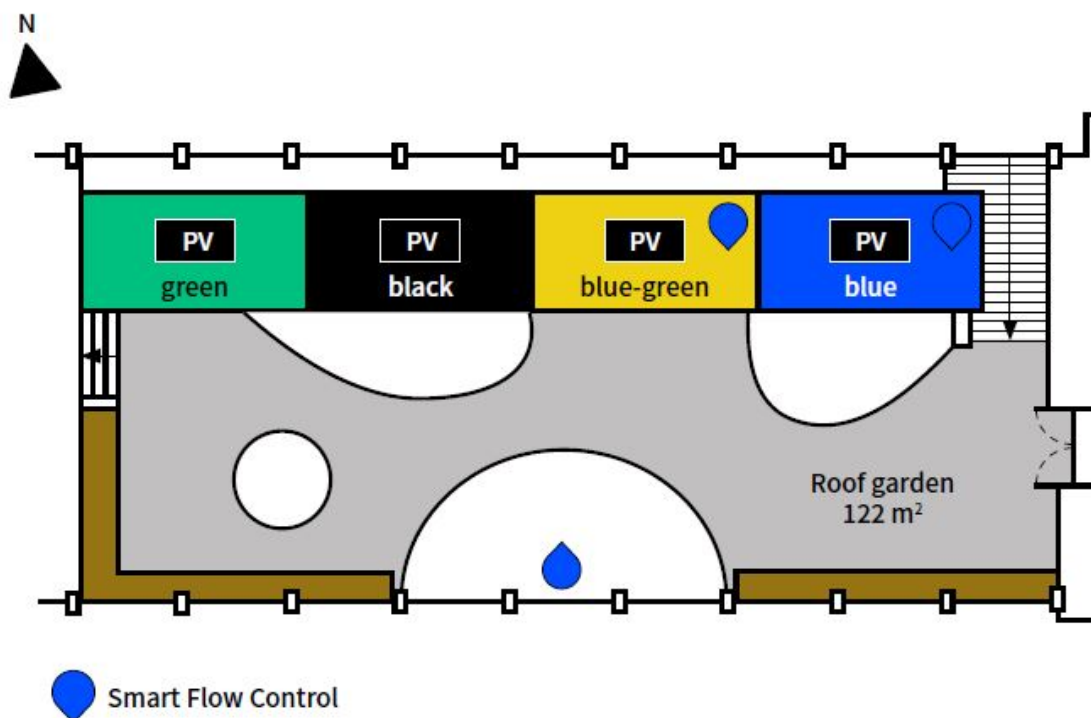 N
PV
green
PV
black
PV
blue-green
PV
blue
Roof garden
122 m²
Smart Flow Control